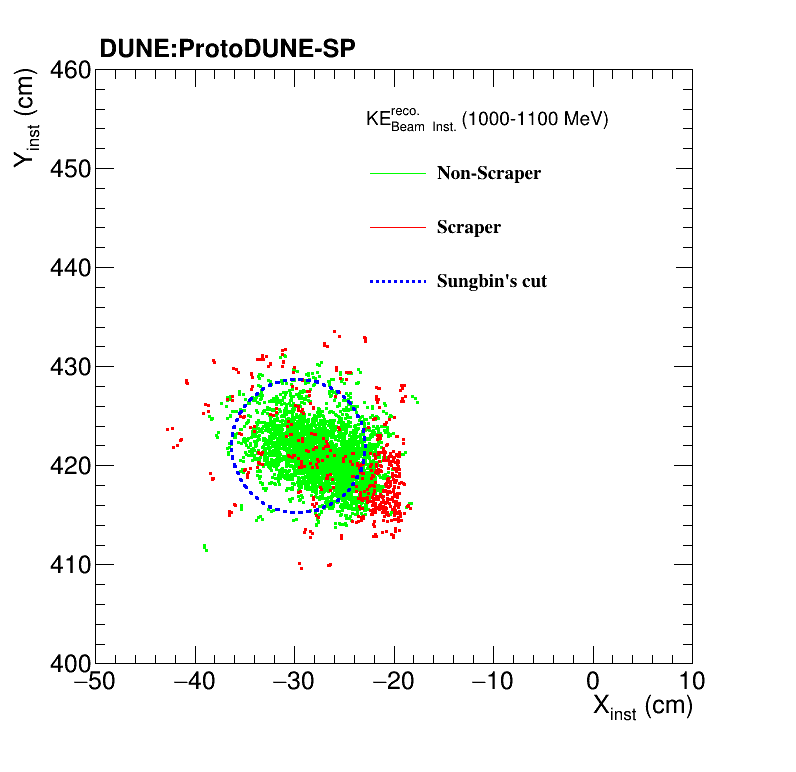 DUNE:ProtoDUNE-SP
Y_inst (cm)
460
450
440
430
420
410
400
KE^reco._Beam Inst. (1000-1100 MeV)
Non-Scraper
Scraper
Sungbin's cut
−50 −40 −30 −20 −10 0 10
X_inst (cm)